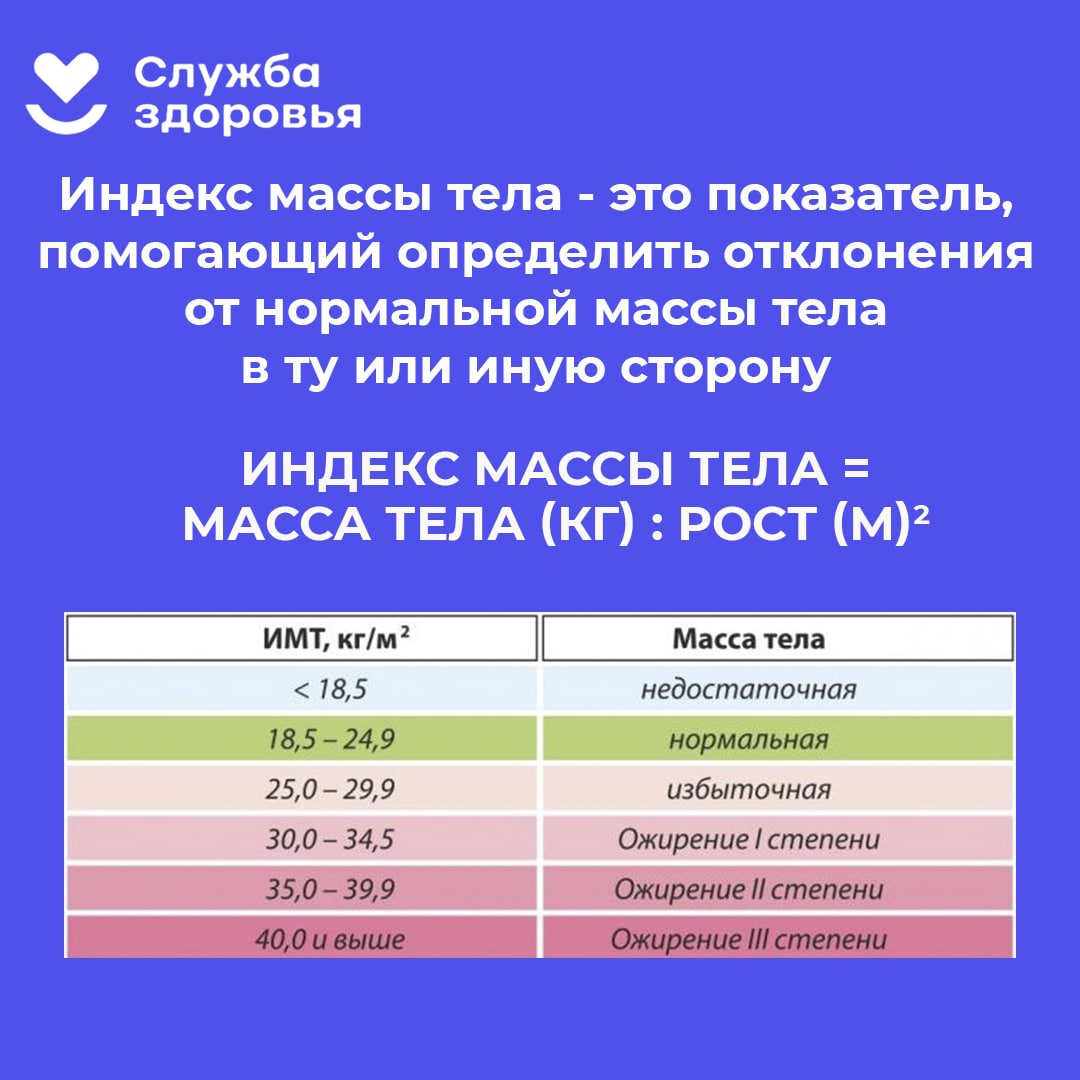 Служба
здоровья
Индекс массы тела - это показатель,
помогающий определить отклонения
от нормальной массы тела
в ту или иную сторону
ИНДЕКС МАССЫ ТЕЛА =
МАССА ТЕЛА (КГ) : РОСТ (М)²
ИМТ, кг/м² Масса тела
< 18,5 недостаточная
18,5 – 24,9 нормальная
25,0 – 29,9 избыточная
30,0 – 34,5 Ожирение I степени
35,0 – 39,9 Ожирение II степени
40,0 и выше Ожирение III степени